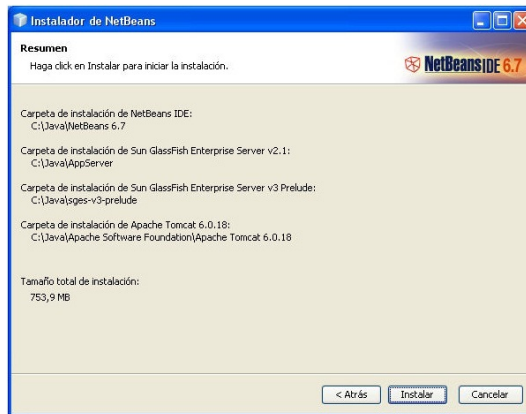 Instalador de NetBeans
Resumen
Haga click en Instalar para iniciar la instalación.
NetBeans IDE 6.7
Carpeta de instalación de NetBeans IDE:
C:\Java\NetBeans 6.7
Carpeta de instalación de Sun GlassFish Enterprise Server v2.1:
C:\Java\AppServer
Carpeta de instalación de Sun GlassFish Enterprise Server v3 Prelude:
C:\Java\sges-v3-prelude
Carpeta de instalación de Apache Tomcat 6.0.18:
C:\Java\Apache Software Foundation\Apache Tomcat 6.0.18
Tamaño total de instalación:
753,9 MB
< Atrás Instalar Cancelar